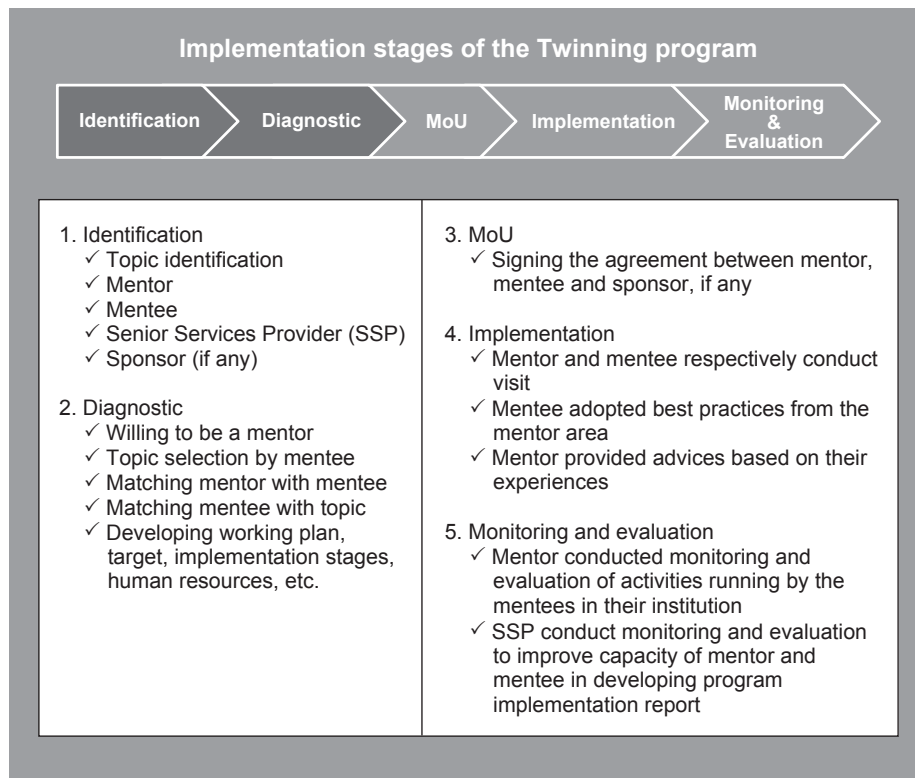 Implementation stages of the Twinning program
Identification
Diagnostic
MoU
Implementation
Monitoring
&
Evaluation
1. Identification
✓ Topic identification
✓ Mentor
✓ Mentee
✓ Senior Services Provider (SSP)
✓ Sponsor (if any)
2. Diagnostic
✓ Willing to be a mentor
✓ Topic selection by mentee
✓ Matching mentor with mentee
✓ Matching mentee with topic
✓ Developing working plan,
target, implementation stages,
human resources, etc.
3. MoU
✓ Signing the agreement between mentor,
mentee and sponsor, if any
4. Implementation
✓ Mentor and mentee respectively conduct
visit
✓ Mentee adopted best practices from the
mentor area
✓ Mentor provided advices based on their
experiences
5. Monitoring and evaluation
✓ Mentor conducted monitoring and
evaluation of activities running by the
mentees in their institution
✓ SSP conduct monitoring and evaluation
to improve capacity of mentor and
mentee in developing program
implementation report